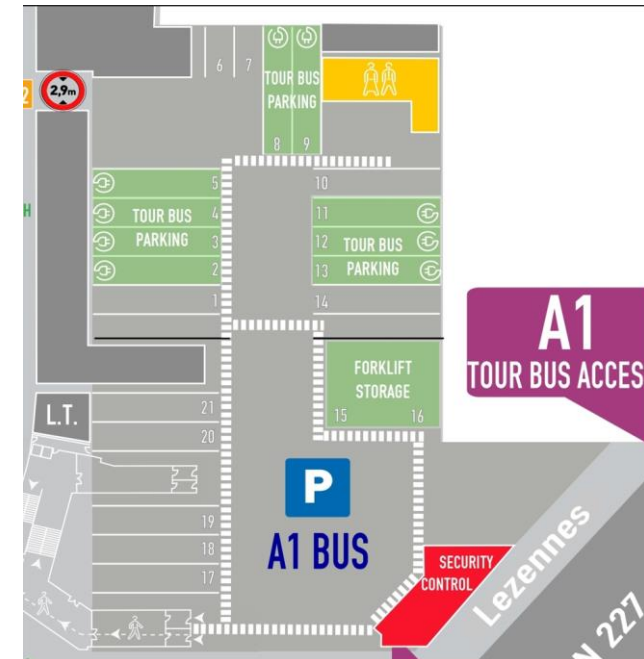 2
2,9m
6
7
TOUR BUS
PARKING
8
9
5
4
3
2
1
TOUR BUS
PARKING
10
11
12
13
14
TOUR BUS
PARKING
H
A1
TOUR BUS ACCES
FORKLIFT
STORAGE
15
16
L.T.
21
20
19
18
17
P
A1 BUS
SECURITY
CONTROL
Lezennes
N 227